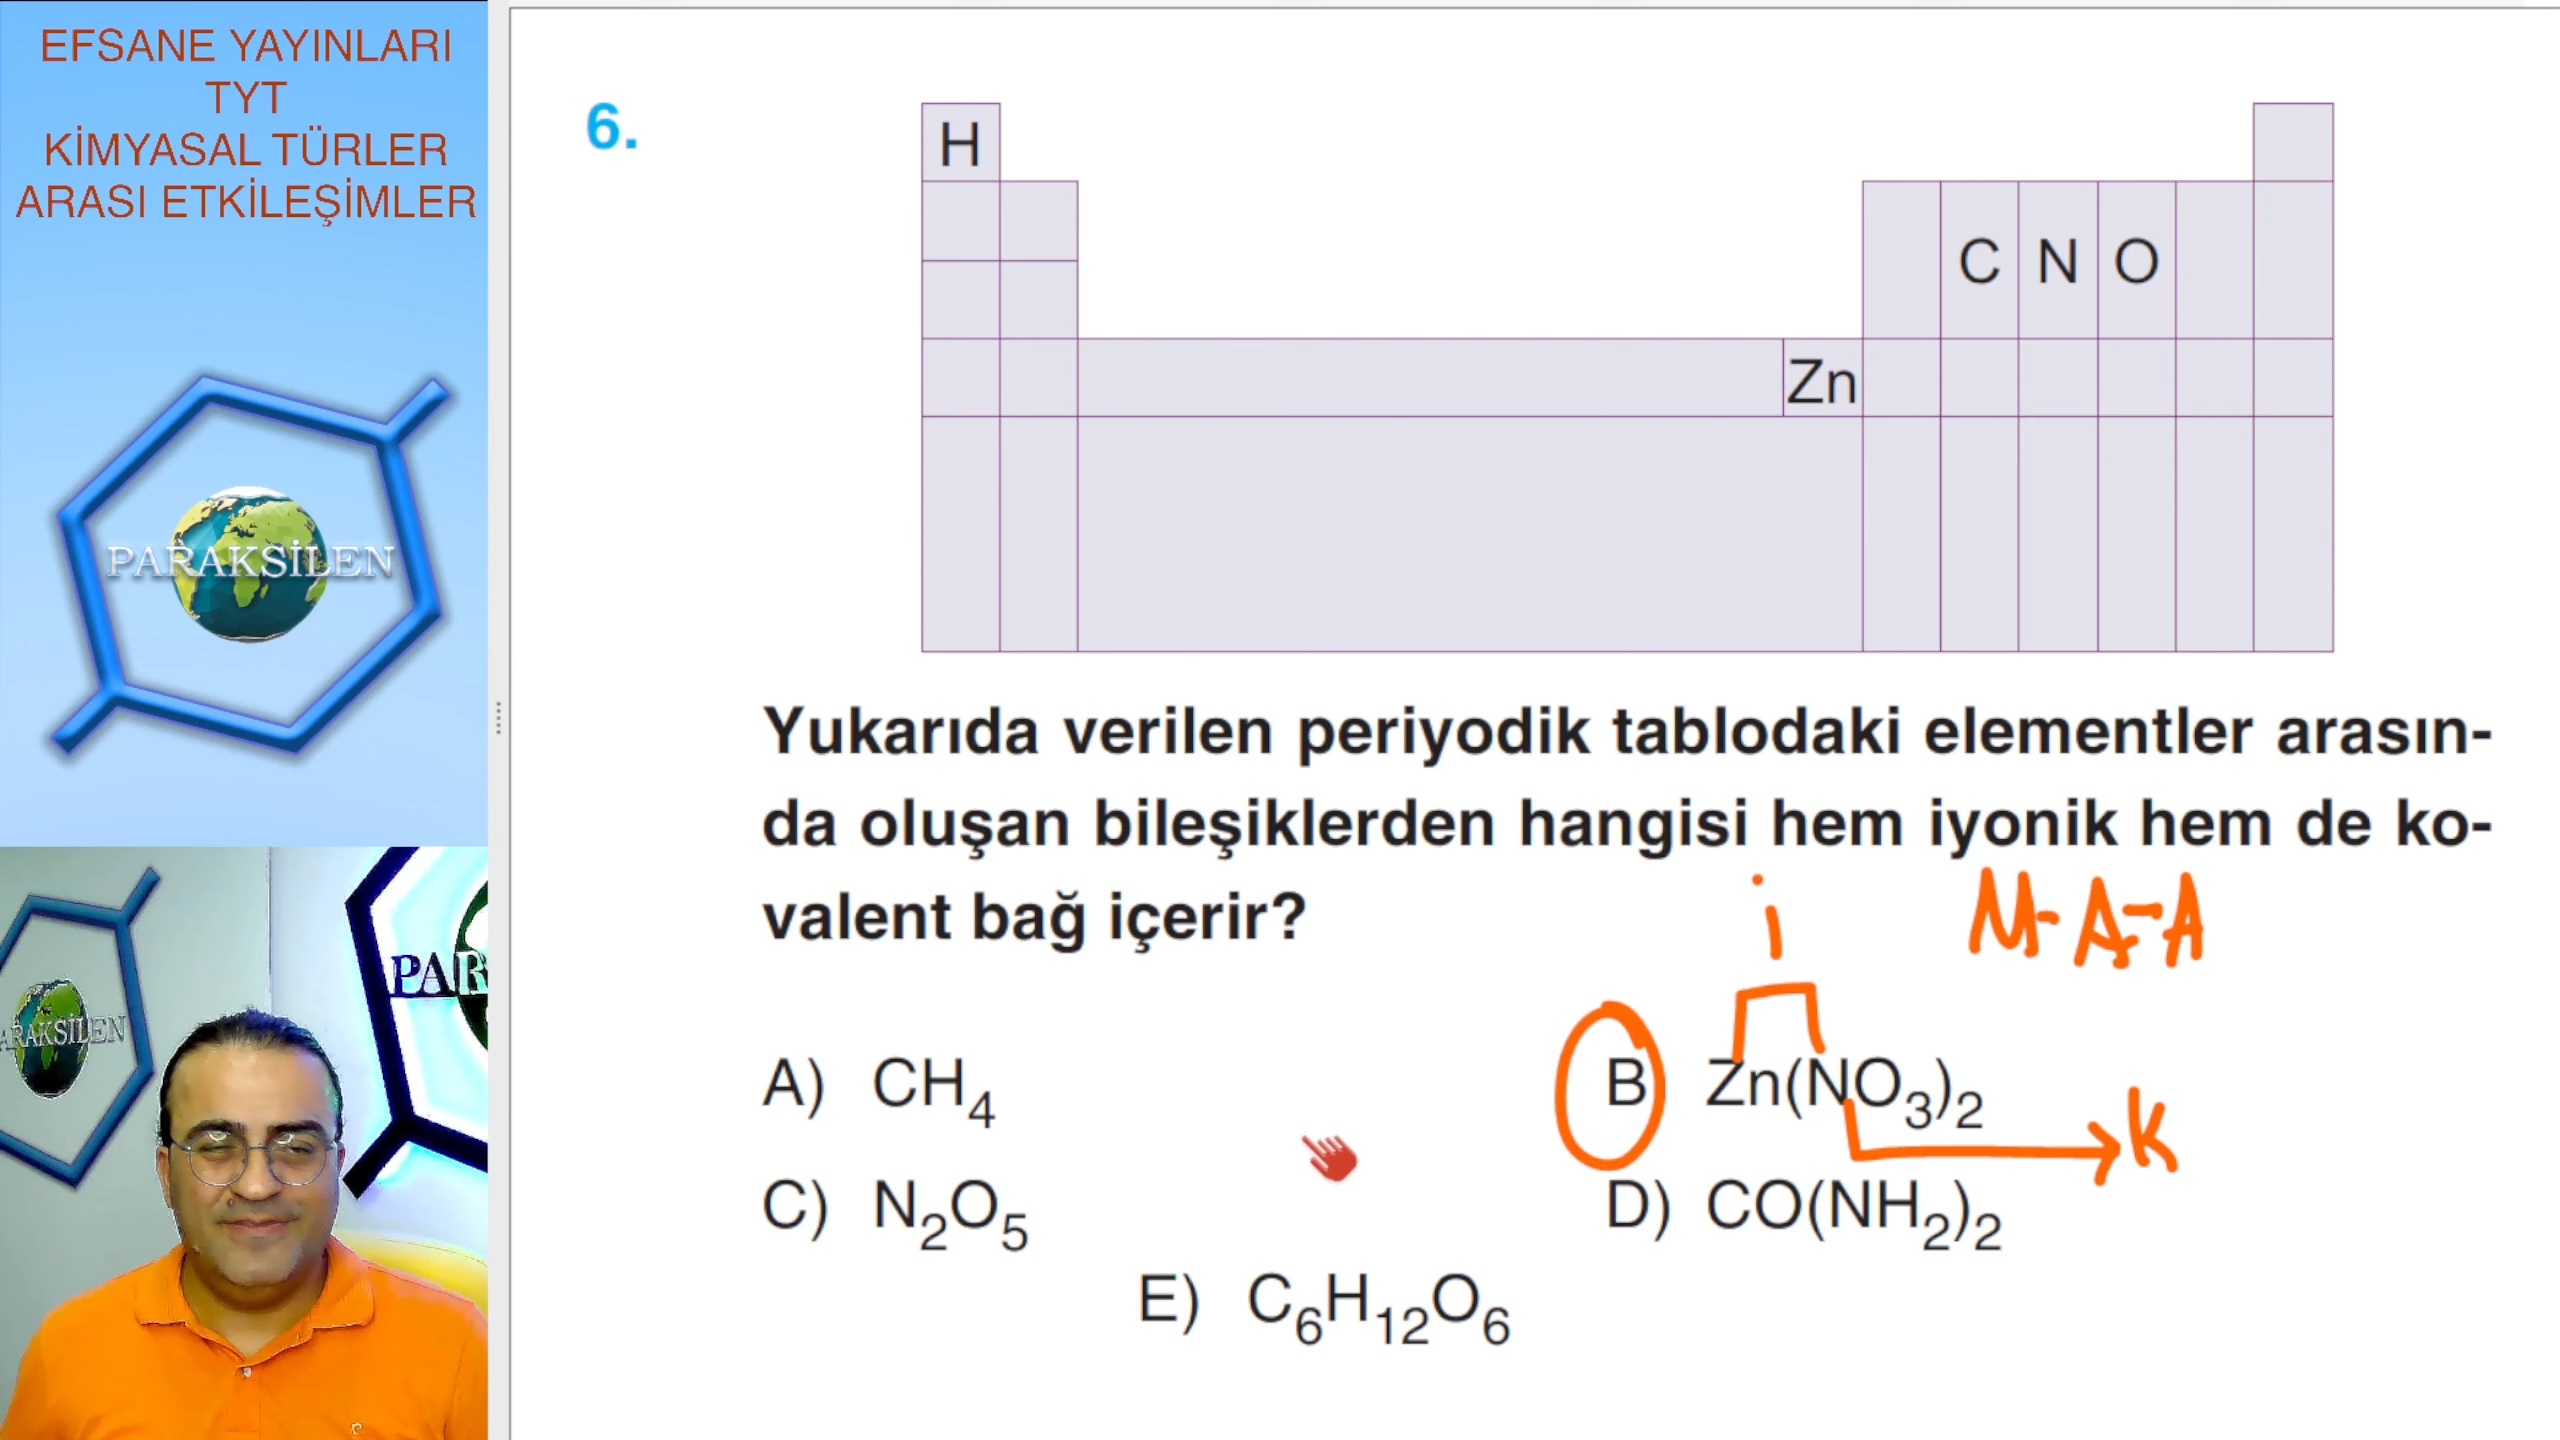 EFSANE YAYINLARI
TYT
KİMYASAL TÜRLER
ARASI ETKİLEŞİMLER
PARAKSİLEN
ARAKSİLEN
PAR
6.
H
C N O
Zn
Yukarıda verilen periyodik tablodaki elementler arasın-
da oluşan bileşiklerden hangisi hem iyonik hem de ko-
valent bağ içerir?
i M-A-A
A) CH₄
B Zn(NO₃)₂
K
C) N₂O₅
D) CO(NH₂)₂
E) C₆H₁₂O₆